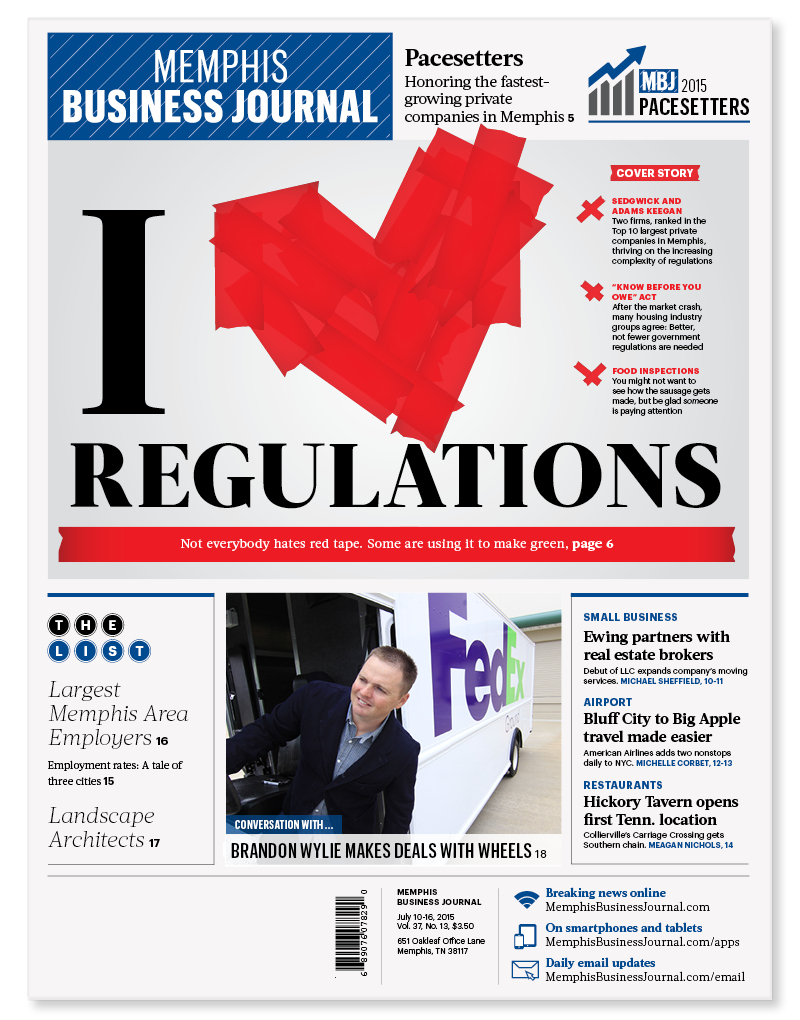 MEMPHIS
BUSINESS JOURNAL
Pacesetters
Honoring the fastest-
growing private
companies in Memphis 5
MBJ 2015
PACESETTERS
I
REGULATIONS
COVER STORY
SEDGWICK AND
ADAMS KEEGAN
Two firms, ranked in the
Top 10 largest private
companies in Memphis,
thriving on the increasing
complexity of regulations
“KNOW BEFORE YOU
OWE” ACT
After the market crash,
many housing industry
groups agree: Better,
not fewer government
regulations are needed
FOOD INSPECTIONS
You might not want to
see how the sausage gets
made, but be glad someone
is paying attention
Not everybody hates red tape. Some are using it to make green, page 6
THE
LIST
Largest
Memphis Area
Employers 16
Employment rates: A tale of
three cities 15
Landscape
Architects 17
FedEx
CONVERSATION WITH ...
BRANDON WYLIE MAKES DEALS WITH WHEELS 18
SMALL BUSINESS
Ewing partners with
real estate brokers
Debut of LLC expands company's moving
services. MICHAEL SHEFFIELD, 10-11
AIRPORT
Bluff City to Big Apple
travel made easier
American Airlines adds two nonstops
daily to NYC. MICHELLE CORBET, 12-13
RESTAURANTS
Hickory Tavern opens
first Tenn. location
Collierville's Carriage Crossing gets
Southern chain. MEAGAN NICHOLS, 14
6 89076 07829 0
MEMPHIS
BUSINESS JOURNAL
July 10-16, 2015
Vol. 37, No. 13, $3.50
651 Oakleaf Office Lane
Memphis, TN 38117
Breaking news online
MemphisBusinessJournal.com
On smartphones and tablets
MemphisBusinessJournal.com/apps
Daily email updates
MemphisBusinessJournal.com/email